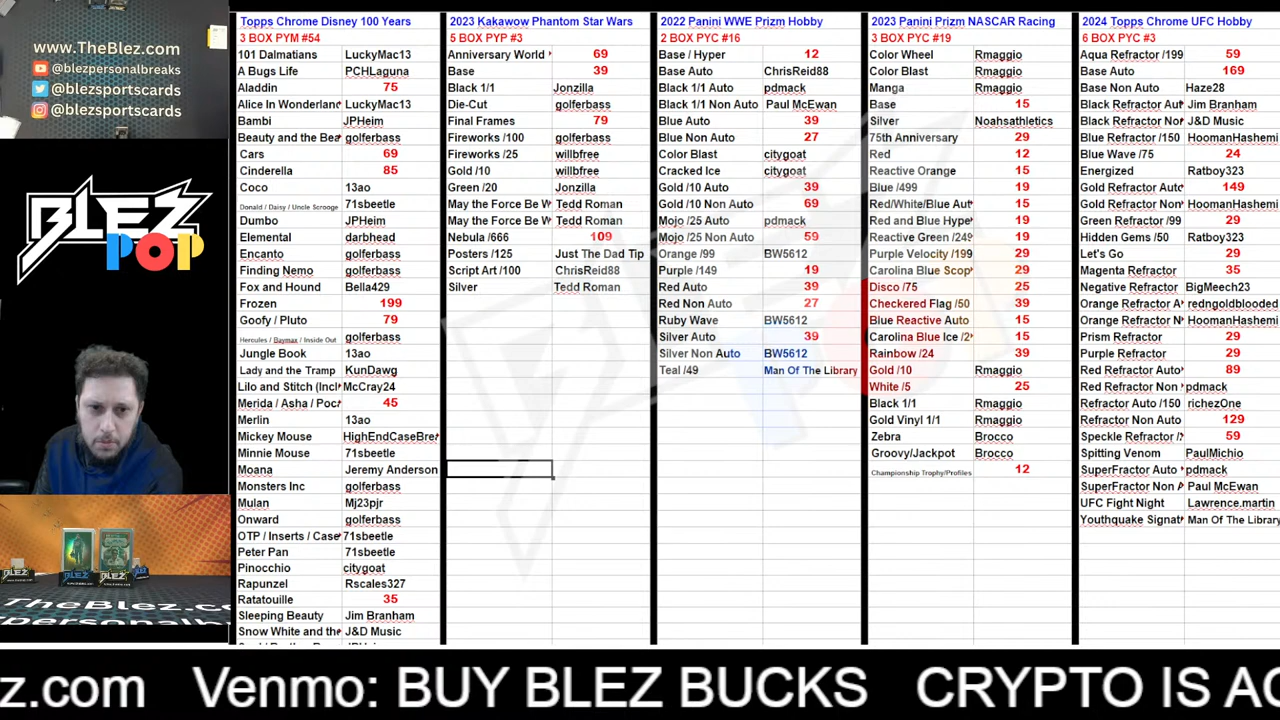 www.TheBlez.com
@blezpersonalbreaks
@blezsportscards
BLEZ
POP
Topps Chrome Disney 100 Years
3 BOX PYM #54
101 Dalmatians LuckyMac13
A Bugs Life PCHLaguna
Aladdin 75
Alice In Wonderlan LuckyMac13
Bambi JPHeim
Beauty and the Bea golferbass
Cars 69
Cinderella 85
Coco 13ao
Donald / Daisy / Uncle Scrooge 71sbeetle
Dumbo JPHeim
Elemental darbhead
Encanto golferbass
Finding Nemo golferbass
Fox and Hound Bella429
Frozen 199
Goofy / Pluto 79
Hercules / Baymax / Inside Out golferbass
Jungle Book 13ao
Lady and the Tramp KunDawg
Lilo and Stitch (Incl McCray24
Merida / Asha / Poc 45
Merlin 13ao
Mickey Mouse HighEndCaseBre
Minnie Mouse 71sbeetle
Moana Jeremy Anderson
Monsters Inc golferbass
Mulan Mj23pjr
Onward golferbass
OTP / Inserts / Case 71sbeetle
Peter Pan 71sbeetle
Pinocchio citygoat
Rapunzel Rscales327
Ratatouille 35
Sleeping Beauty Jim Branham
Snow White and the J&D Music
2023 Kakawow Phantom Star Wars
5 BOX PYP #3
Anniversary World 69
Base 39
Black 1/1 Jonzilla
Die-Cut golferbass
Final Frames 79
Fireworks /100 golferbass
Fireworks /25 willbfree
Gold /10 willbfree
Green /20 Jonzilla
May the Force Be W Tedd Roman
May the Force Be W Tedd Roman
Nebula /666 109
Posters /125 Just The Dad Tip
Script Art /100 ChrisReid88
Silver Tedd Roman
2022 Panini WWE Prizm Hobby
2 BOX PYC #16
Base / Hyper 12
Base Auto ChrisReid88
Black 1/1 Auto pdmack
Black 1/1 Non Auto Paul McEwan
Blue Auto 39
Blue Non Auto 27
Color Blast citygoat
Cracked Ice citygoat
Gold /10 Auto 39
Gold /10 Non Auto 69
Mojo /25 Auto pdmack
Mojo /25 Non Auto 59
Orange /99 BW5612
Purple /149 19
Red Auto 39
Red Non Auto 27
Ruby Wave BW5612
Silver Auto 39
Silver Non Auto BW5612
Teal /49 Man Of The Library
2023 Panini Prizm NASCAR Racing
3 BOX PYC #19
Color Wheel Rmaggio
Color Blast Rmaggio
Manga Rmaggio
Base 15
Silver Noahsathletics
75th Anniversary 29
Red 12
Reactive Orange 15
Blue /499 19
Red/White/Blue Aut 15
Red and Blue Hype 19
Reactive Green /249 19
Purple Velocity /199 29
Carolina Blue Scop 29
Disco /75 25
Checkered Flag /50 39
Blue Reactive Auto 15
Carolina Blue Ice /2 15
Rainbow /24 39
Gold /10 Rmaggio
White /5 25
Black 1/1 Rmaggio
Gold Vinyl 1/1 Rmaggio
Zebra Brocco
Groovy/Jackpot Brocco
Championship Trophy/Profiles 12
2024 Topps Chrome UFC Hobby
6 BOX PYC #3
Aqua Refractor /199 59
Base Auto 169
Base Non Auto Haze28
Black Refractor Aut Jim Branham
Black Refractor No J&D Music
Blue Refractor /150 HoomanHashemi
Blue Wave /75 24
Energized Ratboy323
Gold Refractor Aut 149
Gold Refractor Non HoomanHashemi
Green Refractor /99 29
Hidden Gems /50 Ratboy323
Let's Go 29
Magenta Refractor 35
Negative Refractor BigMeech23
Orange Refractor A redngoldblooded
Orange Refractor N HoomanHashemi
Prism Refractor 29
Purple Refractor 29
Red Refractor Auto 89
Red Refractor Non pdmack
Refractor Auto /150 richezOne
Refractor Non Auto 129
Speckle Refractor / 59
Spitting Venom PaulMichio
SuperFractor Auto pdmack
SuperFractor Non A Paul McEwan
UFC Fight Night Lawrence.martin
Youthquake Signat Man Of The Library
BLEZ BLEZ
TheBlez.co
z.com Venmo: BUY BLEZ BUCKS CRYPTO IS AC